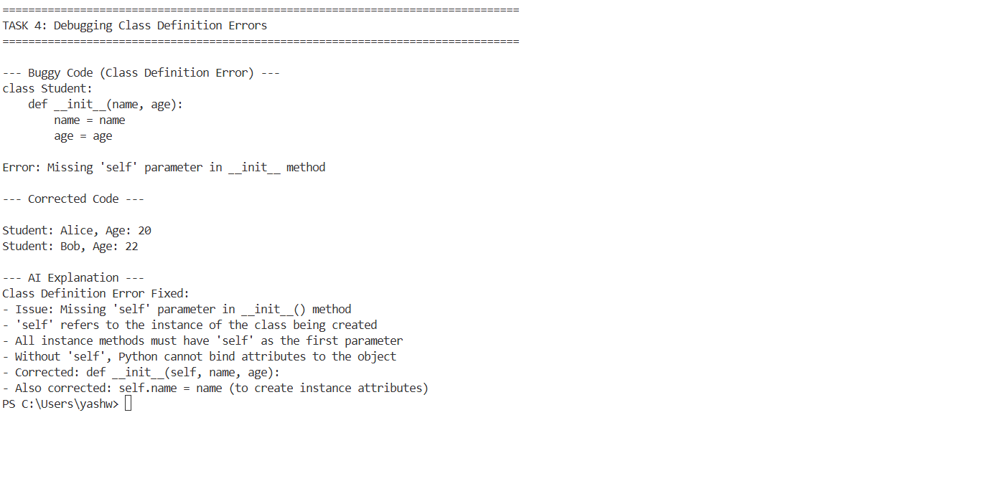 ================================================================================
TASK 4: Debugging Class Definition Errors
================================================================================
--- Buggy Code (Class Definition Error) ---
class Student:
    def __init__(name, age):
        name = name
        age = age
Error: Missing 'self' parameter in __init__ method
--- Corrected Code ---
Student: Alice, Age: 20
Student: Bob, Age: 22
--- AI Explanation ---
Class Definition Error Fixed:
- Issue: Missing 'self' parameter in __init__() method
- 'self' refers to the instance of the class being created
- All instance methods must have 'self' as the first parameter
- Without 'self', Python cannot bind attributes to the object
- Corrected: def __init__(self, name, age):
- Also corrected: self.name = name (to create instance attributes)
PS C:\Users\yashw>